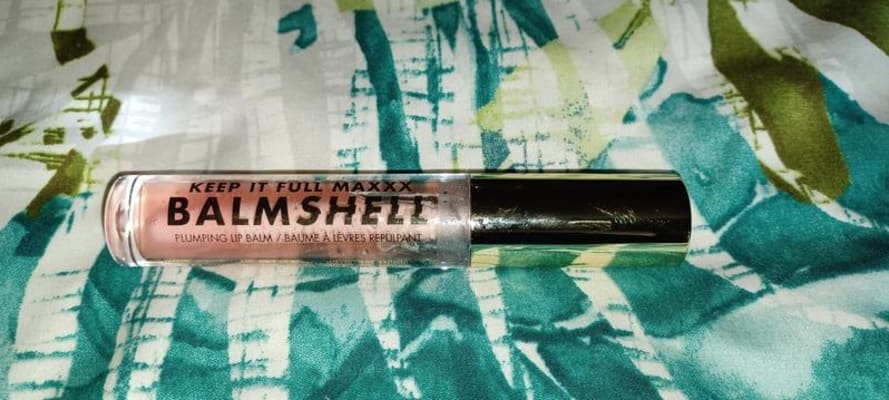 KEEP IT FULL MAXXX
BALMSHELL
PLUMPING LIP BALM / BAUME À LÈVRES REPULPANT